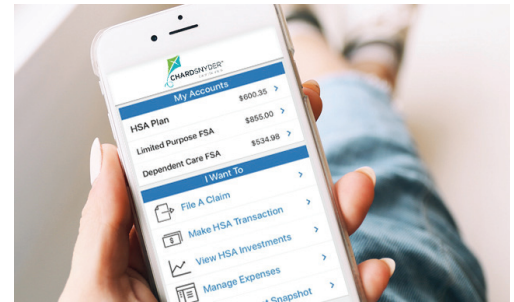 CHARDSNYDER
My Accounts
HSA Plan $600.35
Limited Purpose FSA $855.00
Dependent Care FSA $534.98
I Want To
File A Claim
Make HSA Transaction
View HSA Investments
Manage Expenses
Snapshot